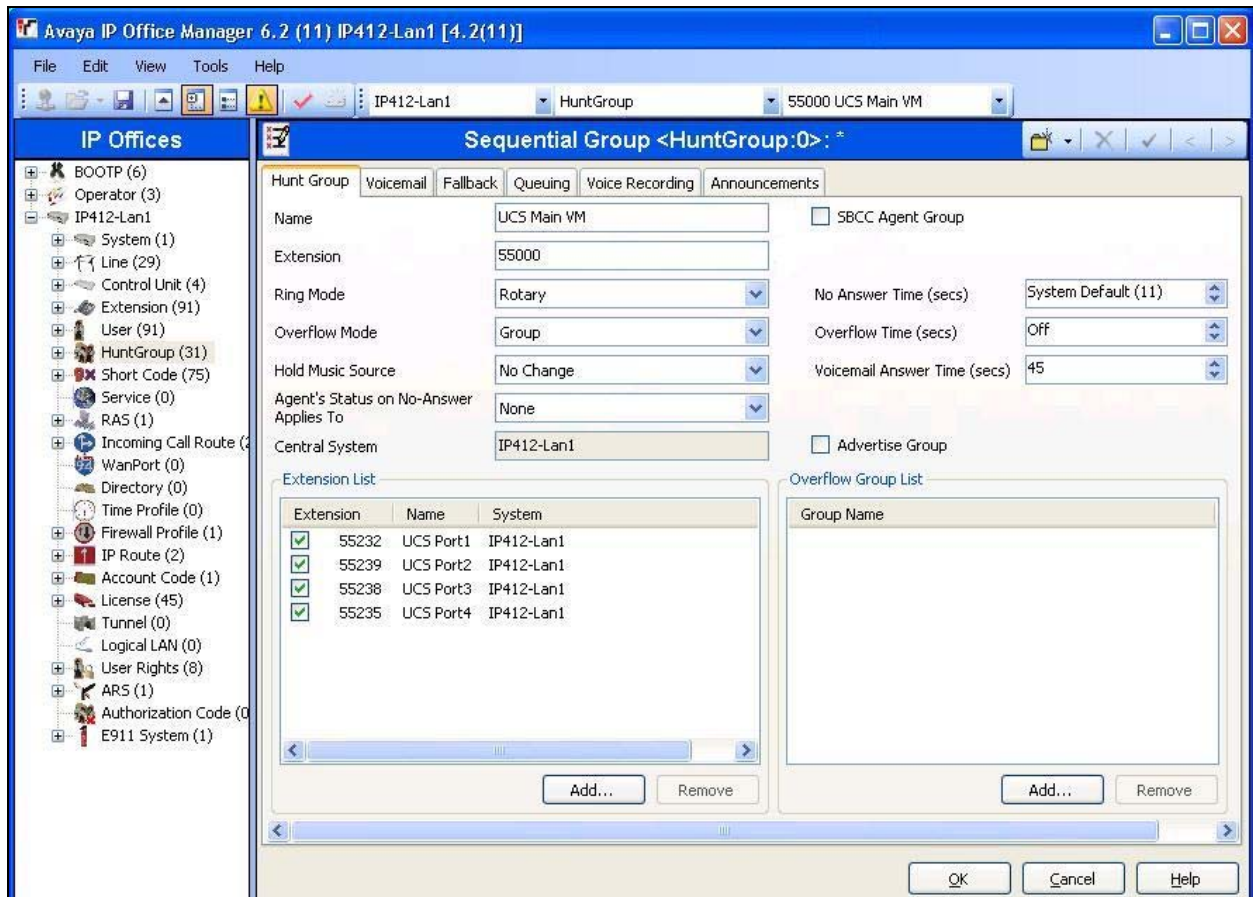 Avaya IP Office Manager 6.2 (11) IP412-Lan1 [4.2(11)]
File Edit View Tools Help
IP412-Lan1 HuntGroup 55000 UCS Main VM
IP Offices
BOOTP (6)
Operator (3)
IP412-Lan1
System (1)
Line (29)
Control Unit (4)
Extension (91)
User (91)
HuntGroup (31)
Short Code (75)
Service (0)
RAS (1)
Incoming Call Route (2
WanPort (0)
Directory (0)
Time Profile (0)
Firewall Profile (1)
IP Route (2)
Account Code (1)
License (45)
Tunnel (0)
Logical LAN (0)
User Rights (8)
ARS (1)
Authorization Code (0
E911 System (1)
Sequential Group <HuntGroup:0>: *
Hunt Group Voicemail Fallback Queuing Voice Recording Announcements
Name UCS Main VM SBCC Agent Group
Extension 55000
Ring Mode Rotary No Answer Time (secs) System Default (11)
Overflow Mode Group Overflow Time (secs) Off
Hold Music Source No Change Voicemail Answer Time (secs) 45
Agent's Status on No-Answer
Applies To None
Central System IP412-Lan1 Advertise Group
Extension List Overflow Group List
Extension Name System Group Name
55232 UCS Port1 IP412-Lan1
55239 UCS Port2 IP412-Lan1
55238 UCS Port3 IP412-Lan1
55235 UCS Port4 IP412-Lan1
Add... Remove Add... Remove
OK Cancel Help